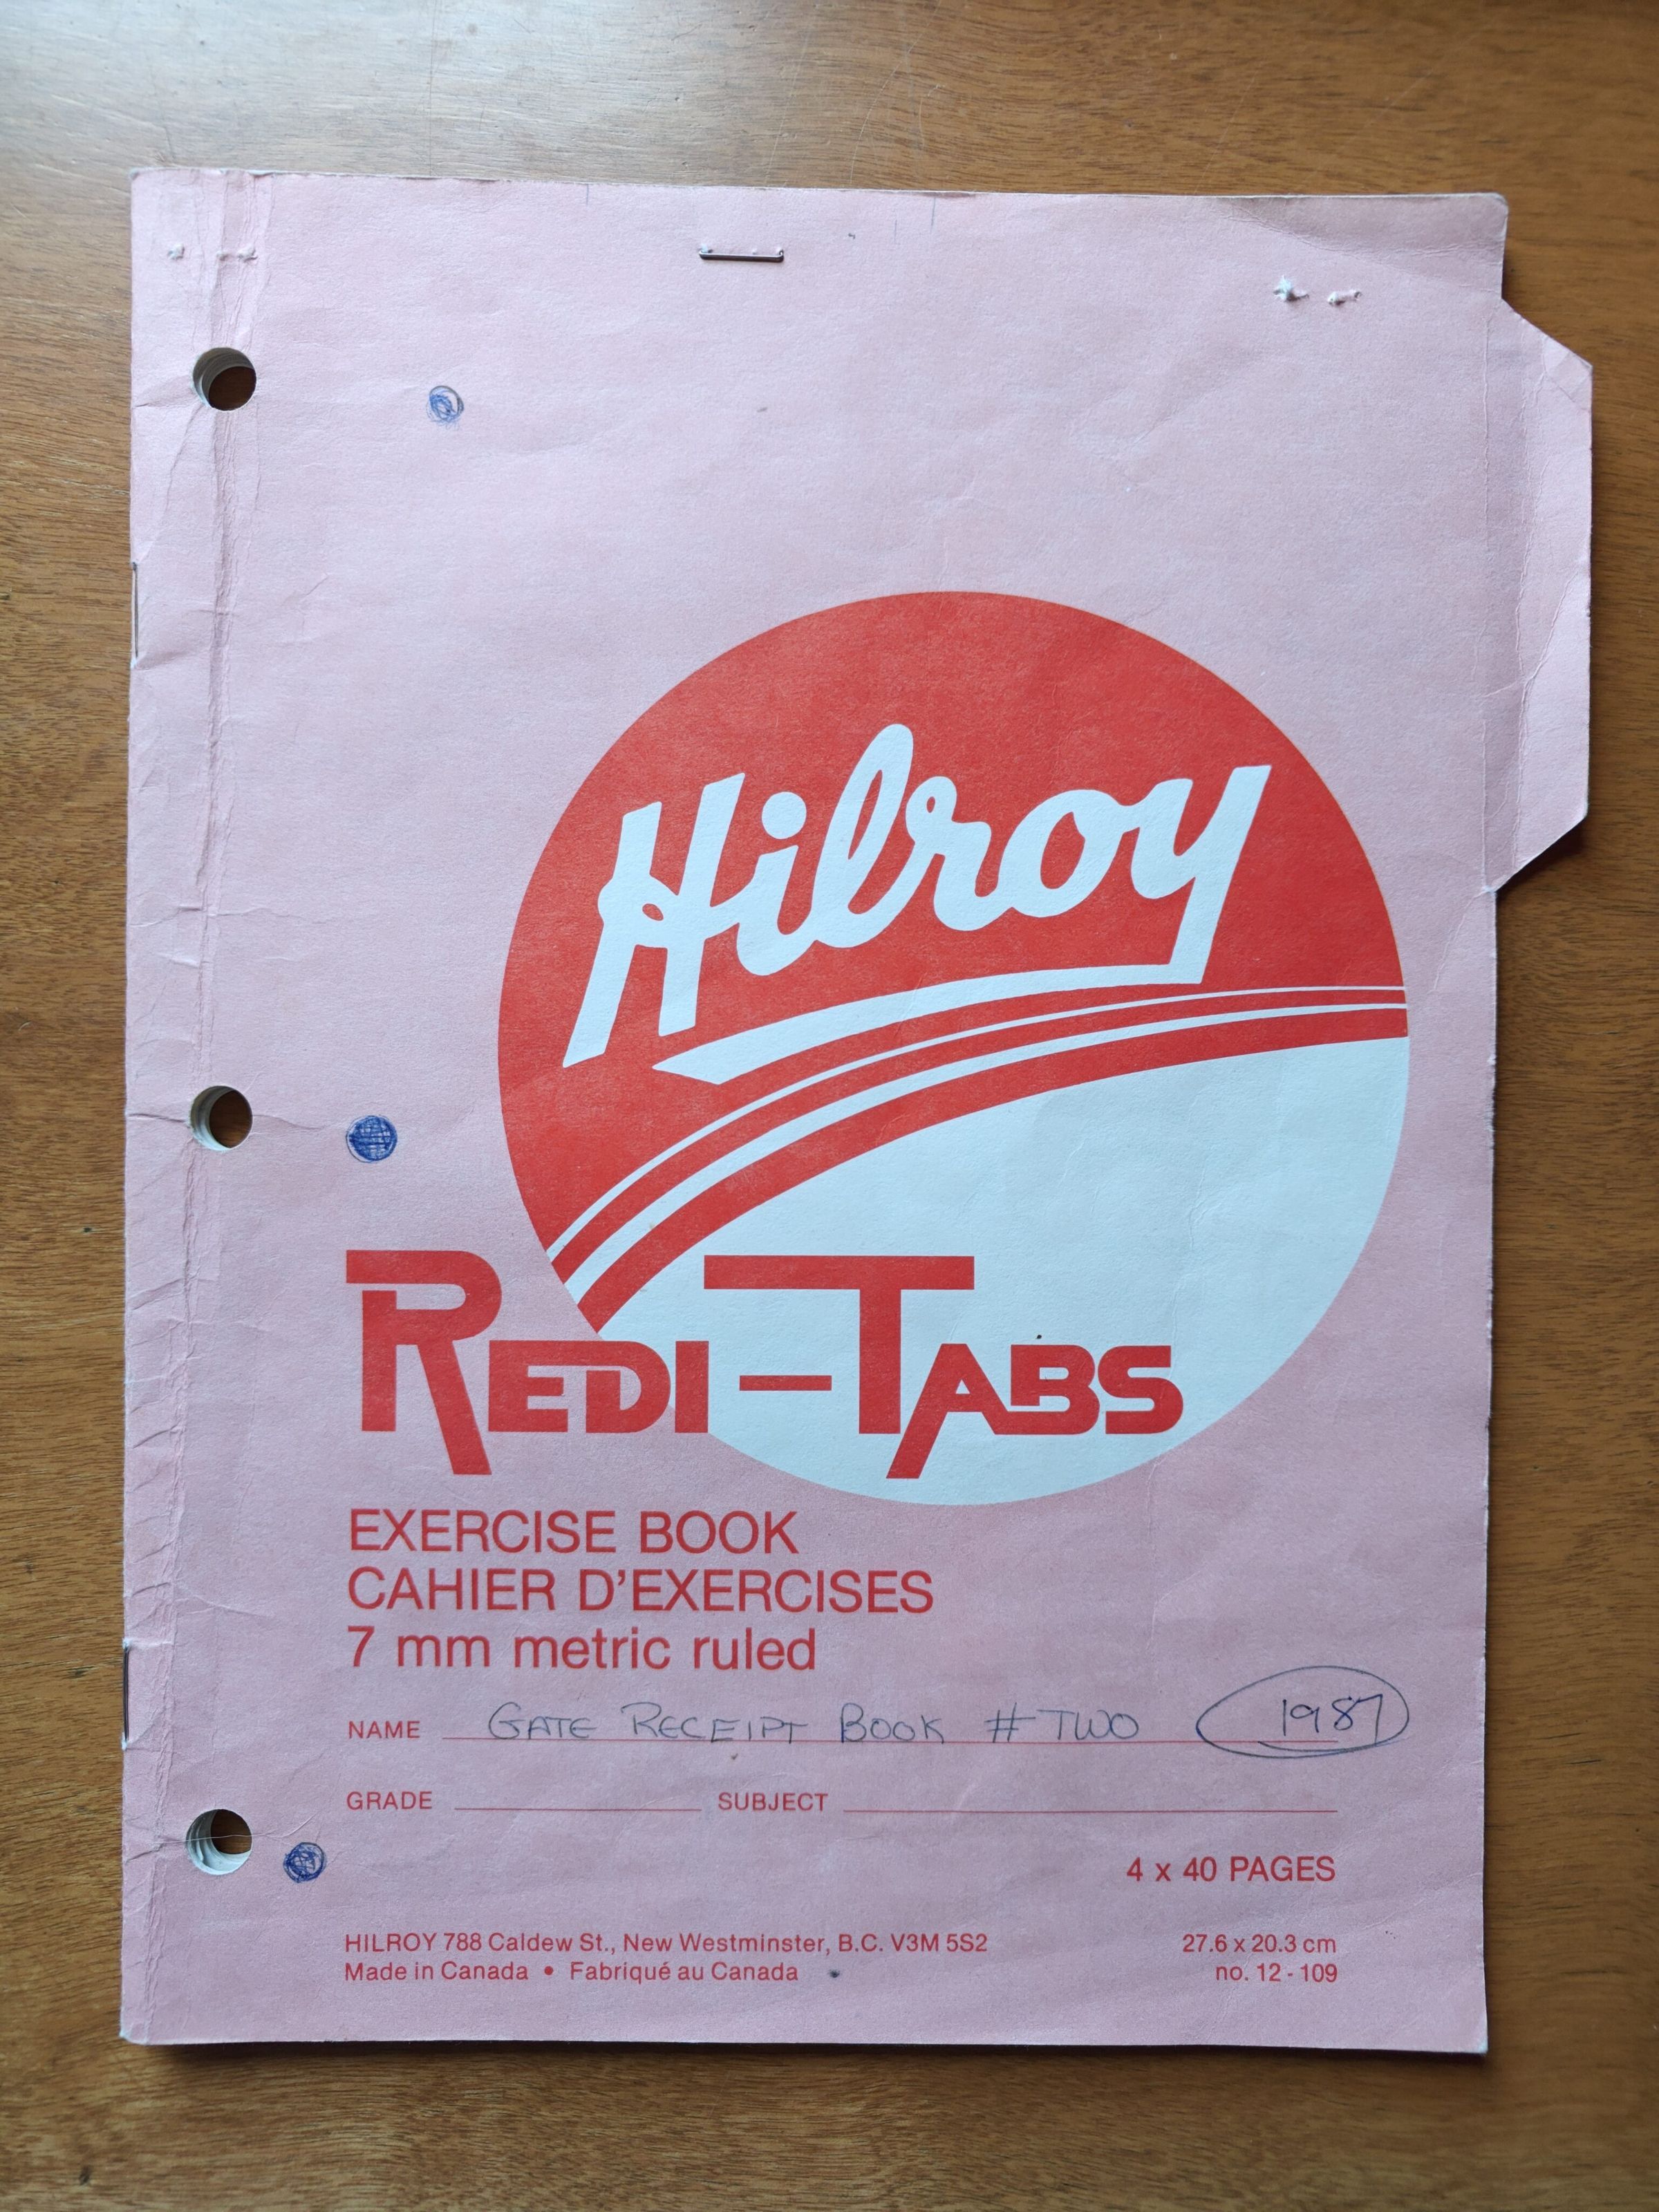 Hilroy
REDI-TABS
EXERCISE BOOK
CAHIER D'EXERCISES
7 mm metric ruled
NAME GATE RECEIPT BOOK # TWO 1987
GRADE SUBJECT
4 x 40 PAGES
HILROY 788 Caldew St., New Westminster, B.C. V3M 5S2 27.6 x 20.3 cm
Made in Canada • Fabriqué au Canada no. 12 - 109